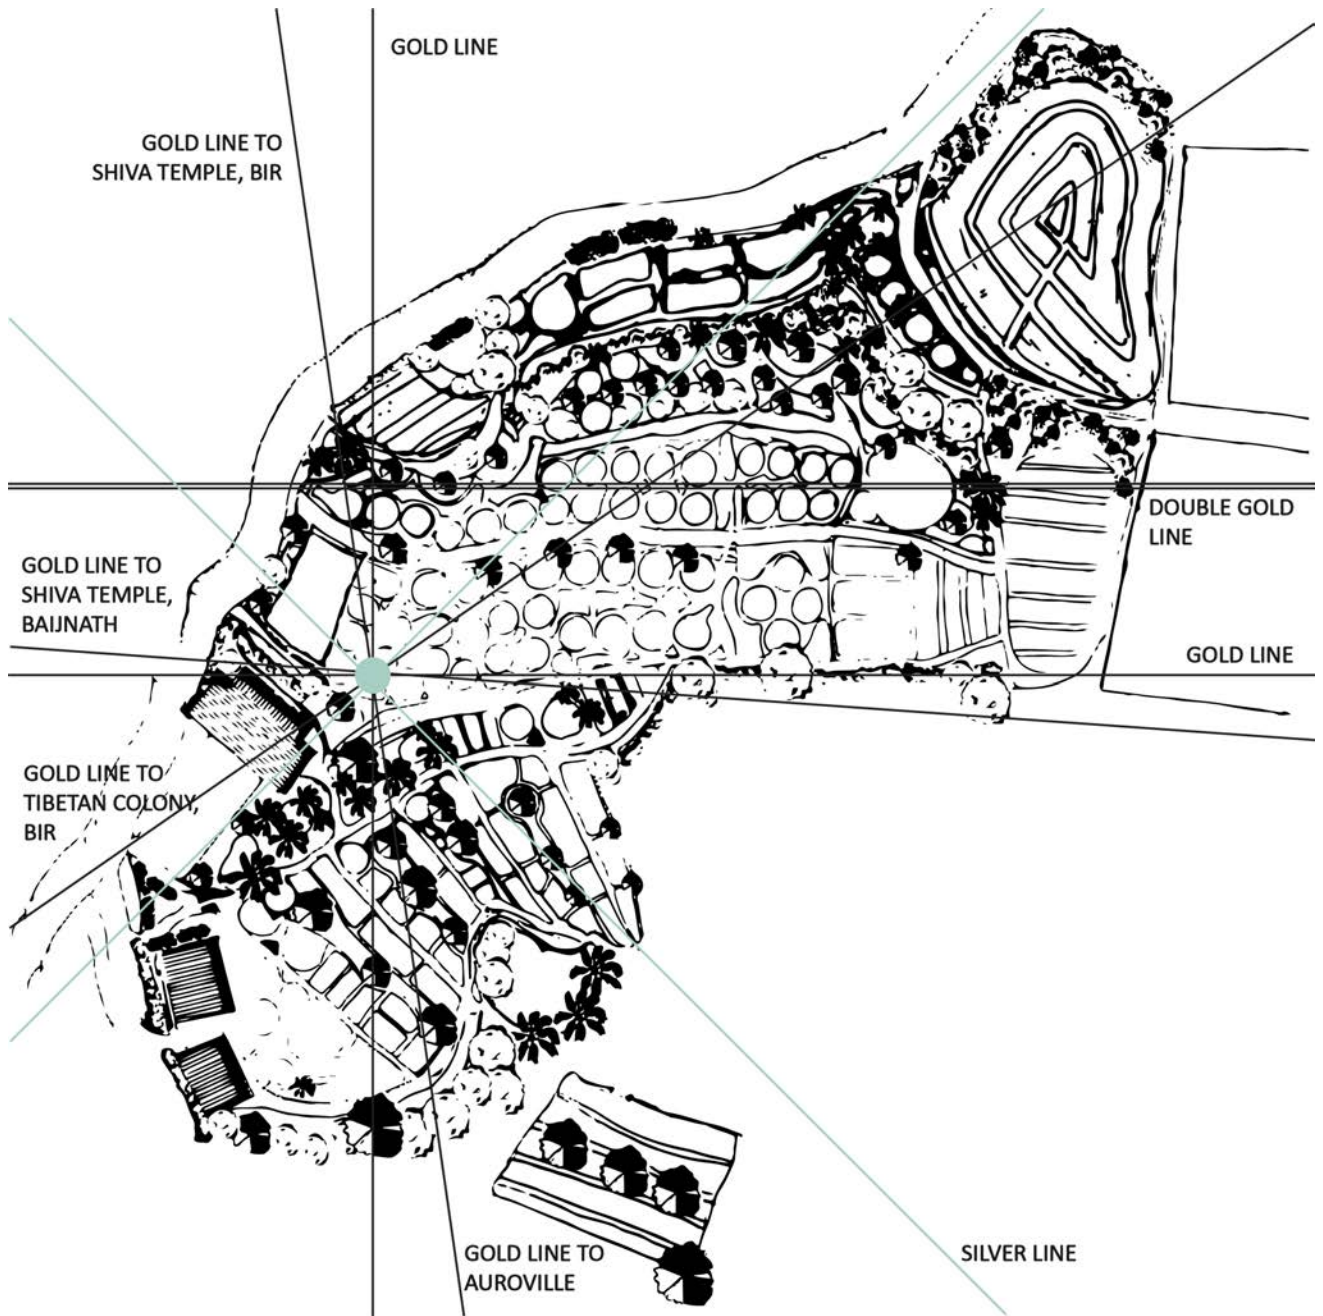 GOLD LINE
GOLD LINE TO
SHIVA TEMPLE, BIR
DOUBLE GOLD
LINE
GOLD LINE TO
SHIVA TEMPLE,
BAIJNATH
GOLD LINE
GOLD LINE TO
TIBETAN COLONY,
BIR
GOLD LINE TO
AUROVILLE
SILVER LINE